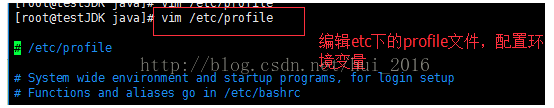 [root@testJDK java]# vim /etc/profile
[root@testJDK java]# vim /etc/profile
编辑etc下的profile文件，配置环
境变量
# /etc/profile
http://blog.csdn.net/hui_2016
# System wide environment and startup programs, for login setup
# Functions and aliases go in /etc/bashrc